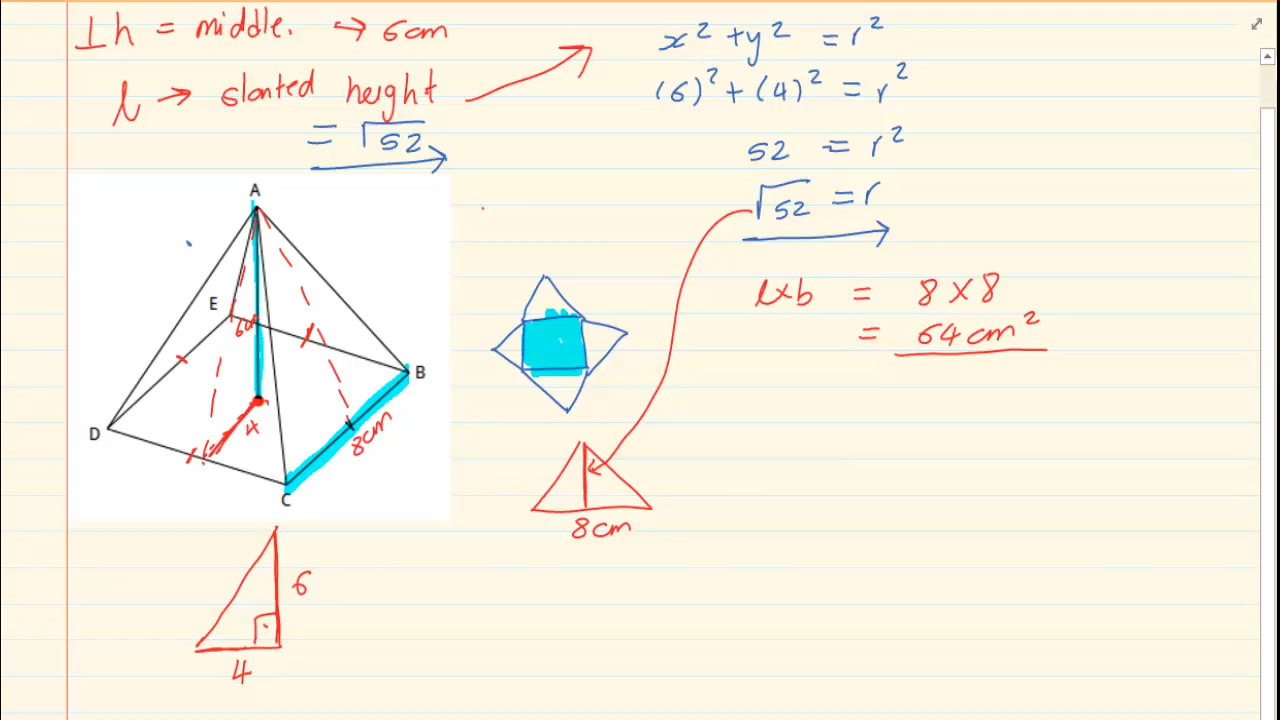 ⊥h = middle. → 6cm
l → slanted height
= √52
x² + y² = r²
(6)² + (4)² = r²
52 = r²
√52 = r
l×b = 8 × 8
= 64cm²
A
E
6cm
B
D
4
8cm
C
8cm
6
4